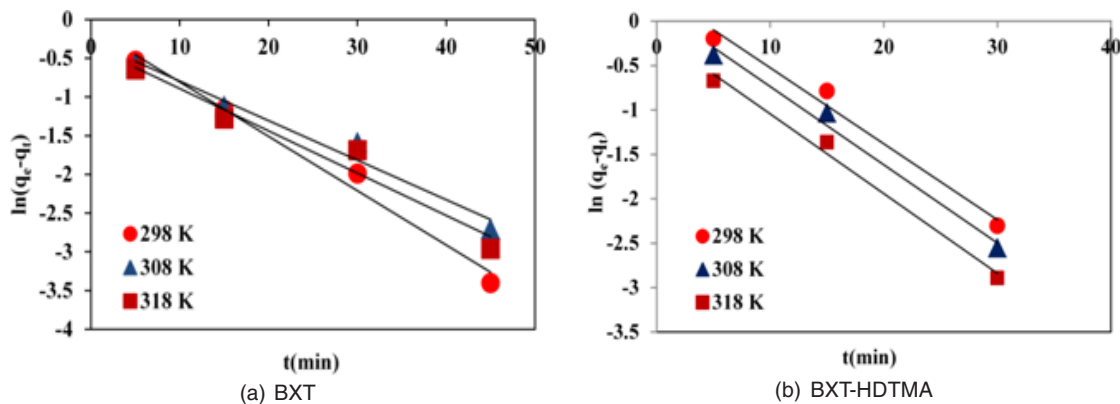 0
0 10 20 30 40 50
-0.5
-1
-1.5
-2
-2.5
-3
-3.5
-4
ln(qe-qt)
298 K
308 K
318 K
t(min)
(a) BXT
0
0 10 20 30 40
-0.5
-1
-1.5
-2
-2.5
-3
-3.5
ln (qe-qt)
298 K
308 K
318 K
t(min)
(b) BXT-HDTMA